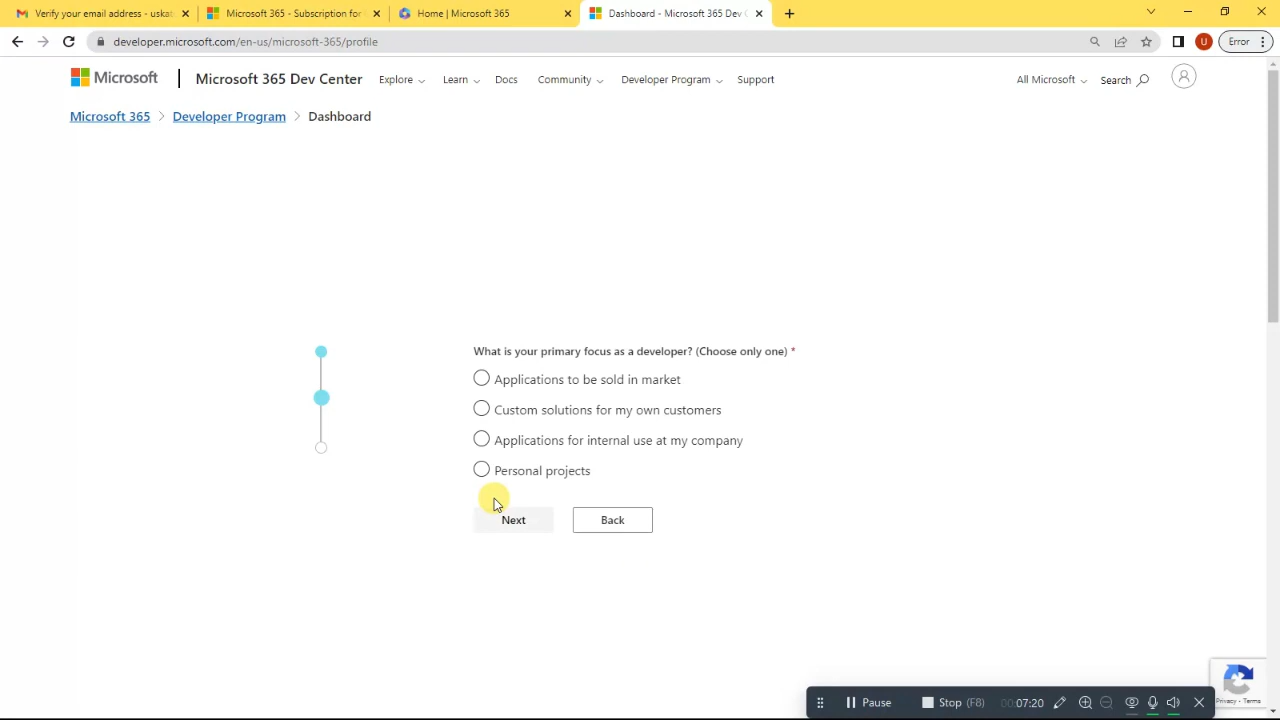 Verify your email address - uskat
Microsoft 365 - Subscription for
Home | Microsoft 365
Dashboard - Microsoft 365 Dev C
developer.microsoft.com/en-us/microsoft-365/profile
U
Error
Microsoft
Microsoft 365 Dev Center
Explore
Learn
Docs
Community
Developer Program
Support
All Microsoft
Search
Microsoft 365 > Developer Program > Dashboard
What is your primary focus as a developer? (Choose only one) *
Applications to be sold in market
Custom solutions for my own customers
Applications for internal use at my company
Personal projects
Next
Back
Privacy - Terms
Pause
Stop (F8)
00:07:20